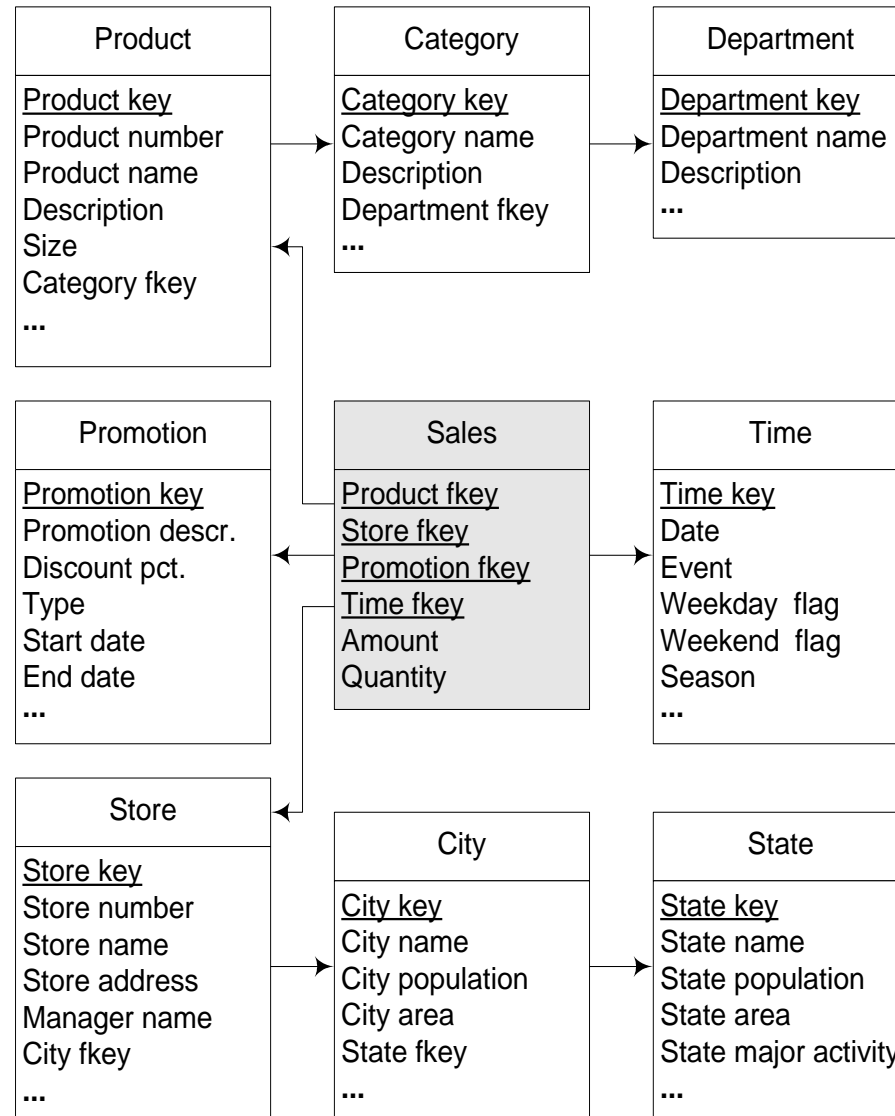 Product
Product key
Product number
Product name
Description
Size
Category fkey
...
Category
Category key
Category name
Description
Department fkey
...
Department
Department key
Department name
Description
...
Promotion
Promotion key
Promotion descr.
Discount pct.
Type
Start date
End date
...
Sales
Product fkey
Store fkey
Promotion fkey
Time fkey
Amount
Quantity
Time
Time key
Date
Event
Weekday flag
Weekend flag
Season
...
Store
Store key
Store number
Store name
Store address
Manager name
City fkey
...
City
City key
City name
City population
City area
State fkey
...
State
State key
State name
State population
State area
State major activity
...